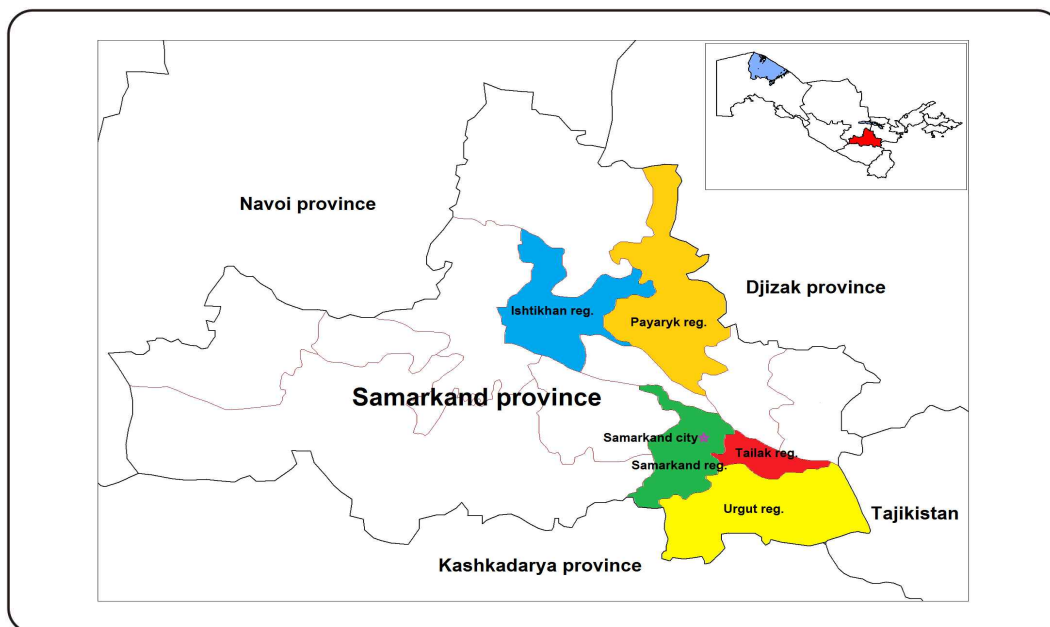 Navoi province
Djizak province
Ishtikhan reg.
Payaryk reg.
Samarkand province
Samarkand city
Tailak reg.
Samarkand reg.
Urgut reg.
Tajikistan
Kashkadarya province